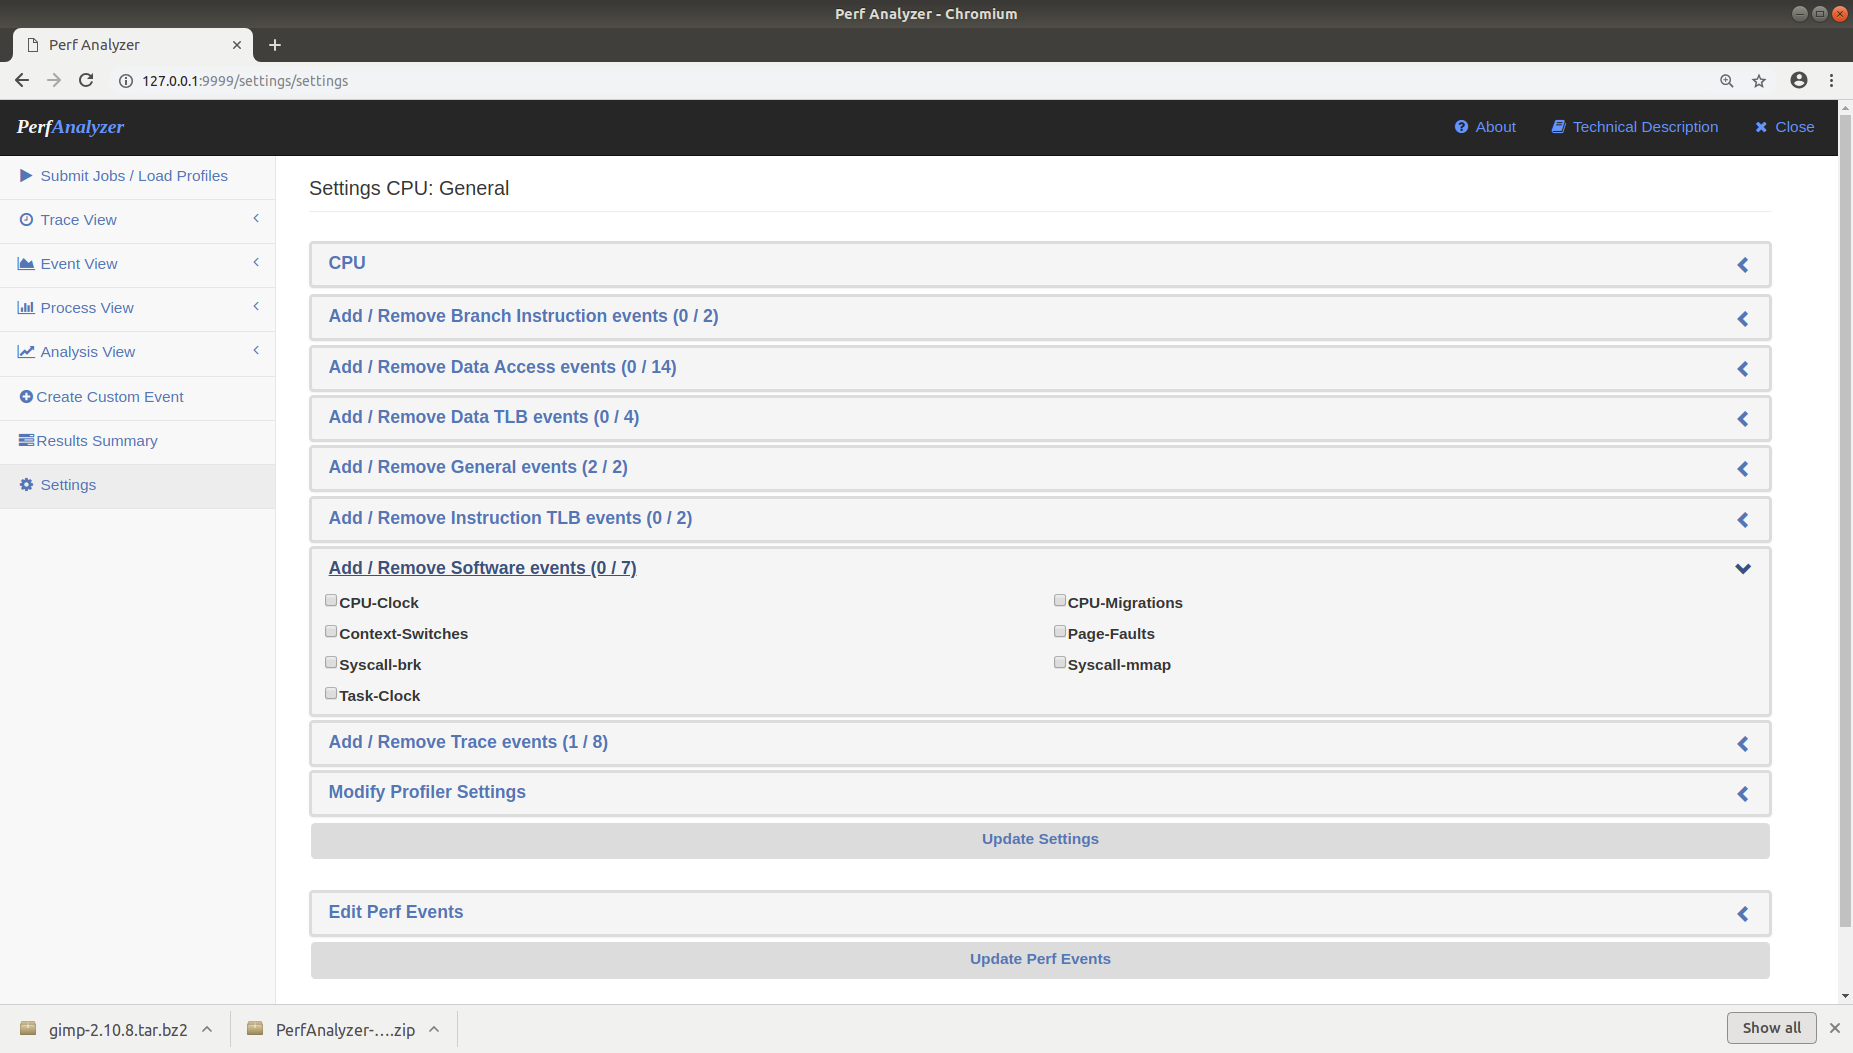 Perf Analyzer - Chromium
Perf Analyzer
127.0.0.1:9999/settings/settings
PerfAnalyzer
About
Technical Description
Close
Submit Jobs / Load Profiles
Trace View
Event View
Process View
Analysis View
Create Custom Event
Results Summary
Settings
Settings CPU: General
CPU
Add / Remove Branch Instruction events (0 / 2)
Add / Remove Data Access events (0 / 14)
Add / Remove Data TLB events (0 / 4)
Add / Remove General events (2 / 2)
Add / Remove Instruction TLB events (0 / 2)
Add / Remove Software events (0 / 7)
CPU-Clock
CPU-Migrations
Context-Switches
Page-Faults
Syscall-brk
Syscall-mmap
Task-Clock
Add / Remove Trace events (1 / 8)
Modify Profiler Settings
Update Settings
Edit Perf Events
Update Perf Events
gimp-2.10.8.tar.bz2
PerfAnalyzer-....zip
Show all